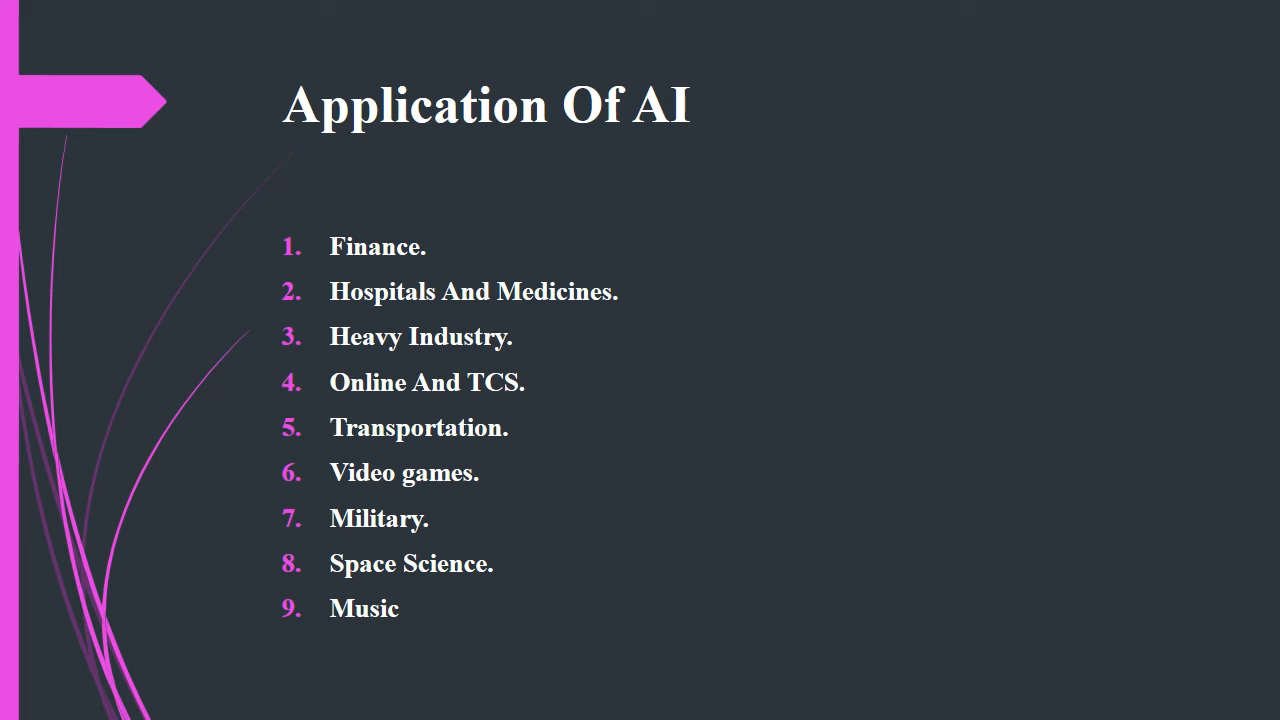 Application Of AI
1. Finance.
2. Hospitals And Medicines.
3. Heavy Industry.
4. Online And TCS.
5. Transportation.
6. Video games.
7. Military.
8. Space Science.
9. Music